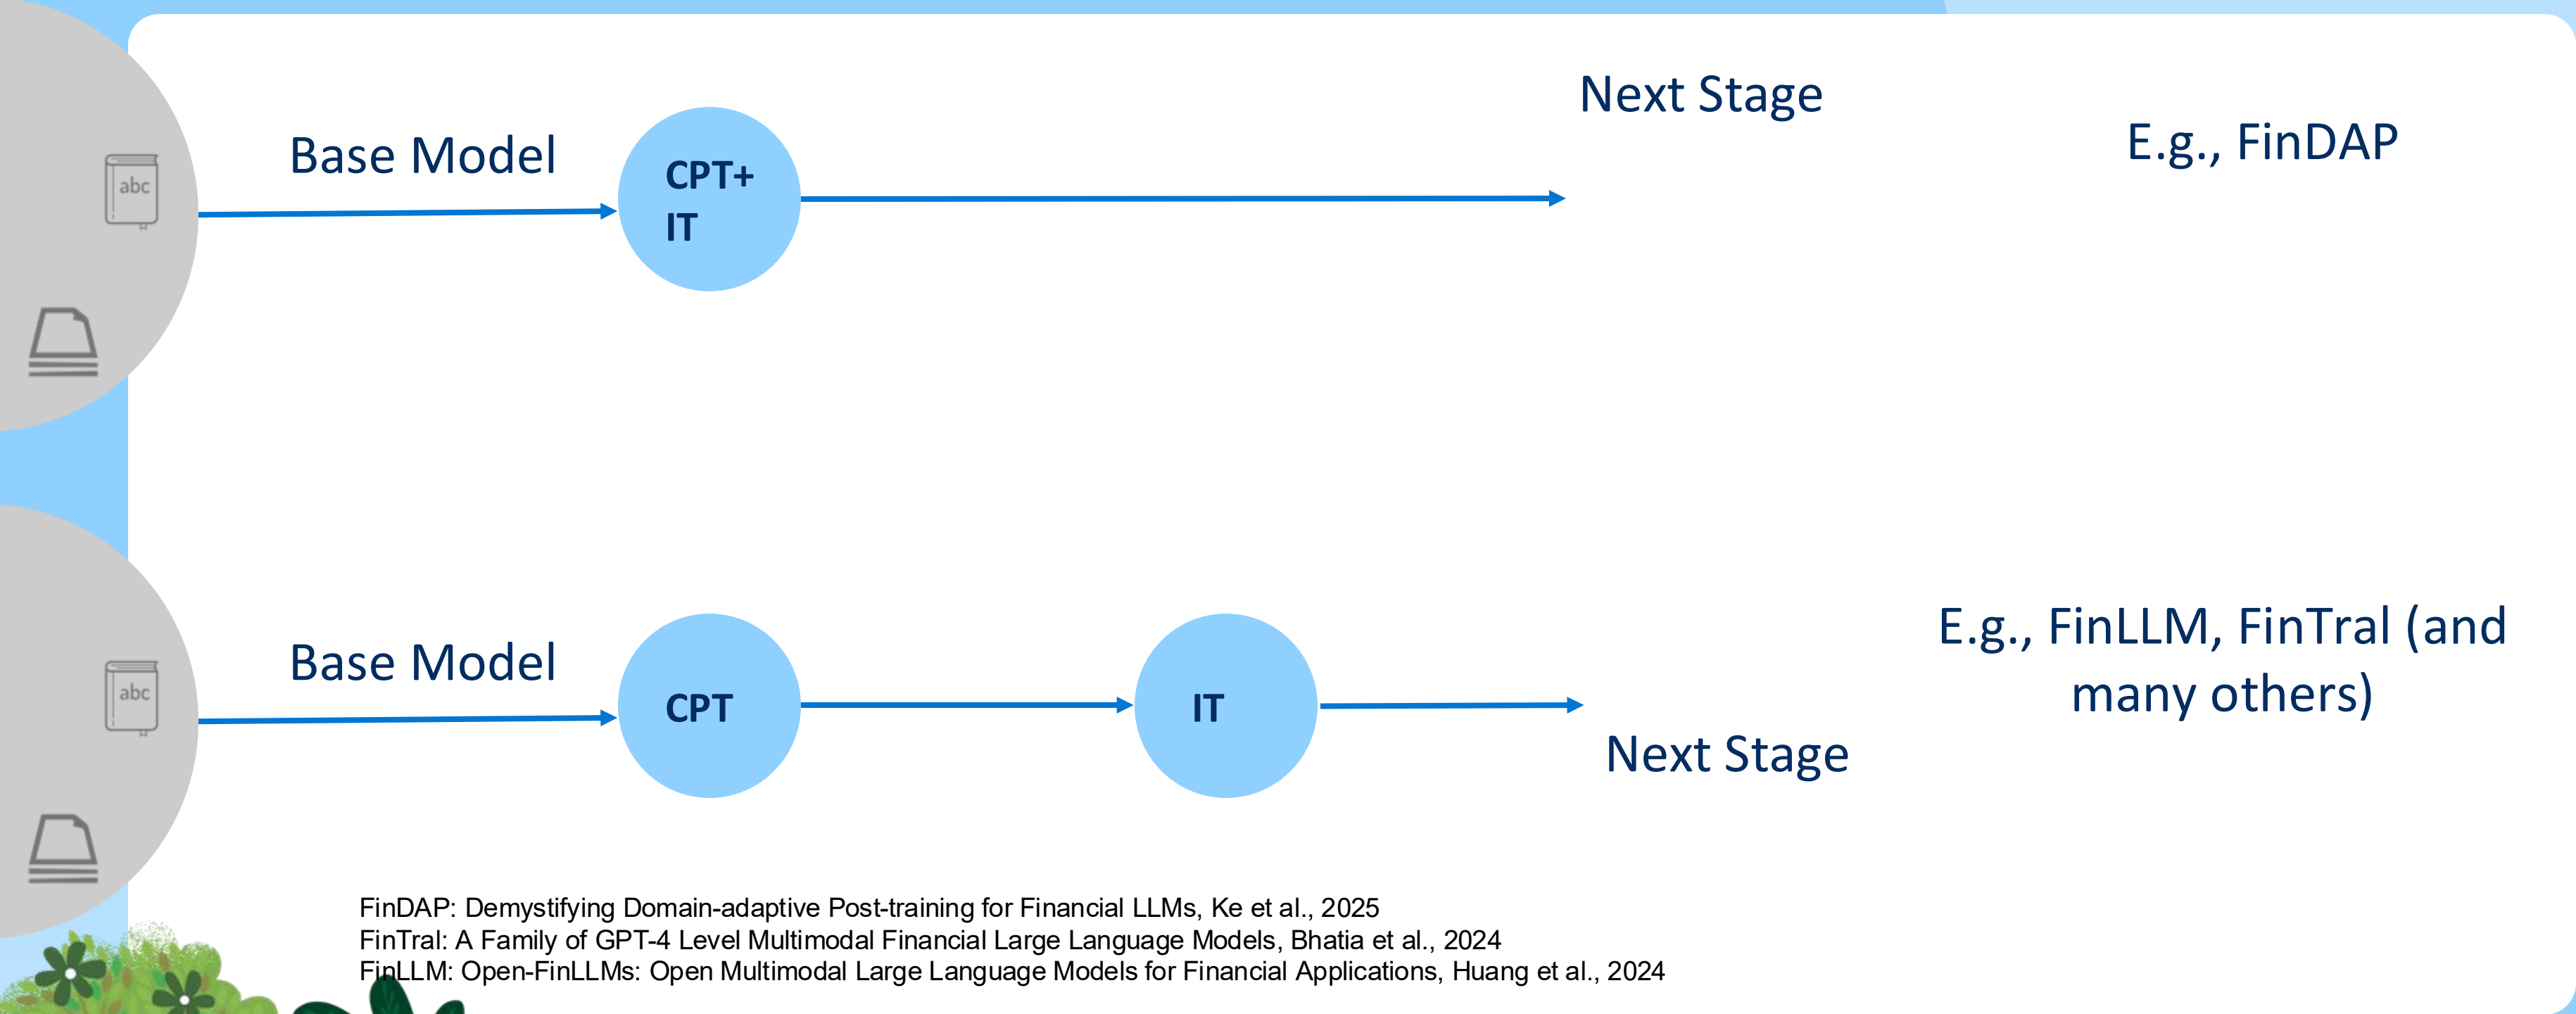 Next Stage
E.g., FinDAP
Base Model
CPT+
IT
abc
E.g., FinLLM, FinTral (and
many others)
Base Model
abc
CPT
IT
Next Stage
FinDAP: Demystifying Domain-adaptive Post-training for Financial LLMs, Ke et al., 2025
FinTral: A Family of GPT-4 Level Multimodal Financial Large Language Models, Bhatia et al., 2024
FinLLM: Open-FinLLMs: Open Multimodal Large Language Models for Financial Applications, Huang et al., 2024